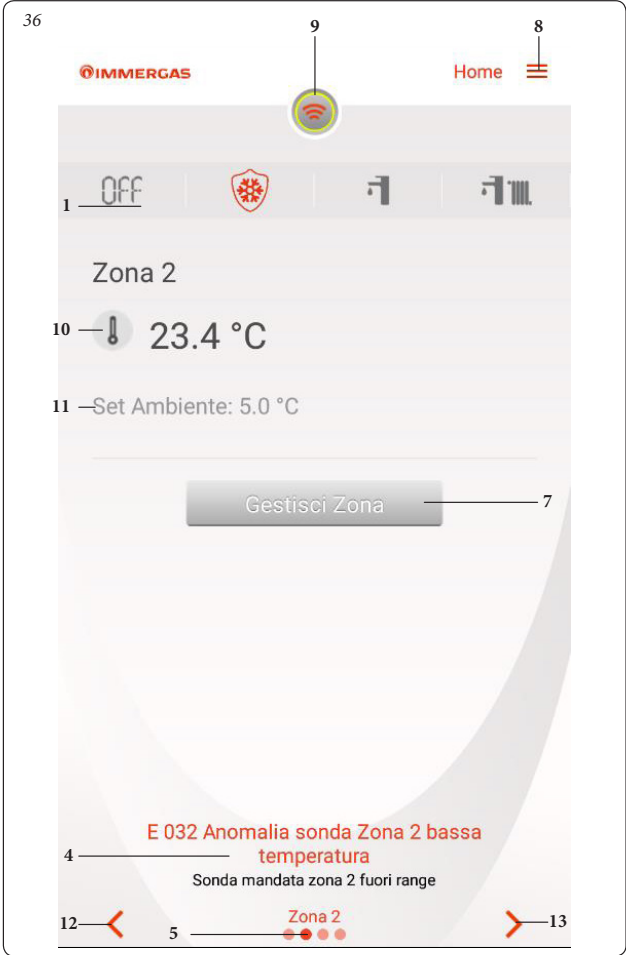 36
9
8
IMMERGAS
Home
1
OFF
Zona 2
10
23.4 °C
11
Set Ambiente: 5.0 °C
Gestisci Zona
7
E 032 Anomalia sonda Zona 2 bassa
temperatura
4
Sonda mandata zona 2 fuori range
12
Zona 2
13
5